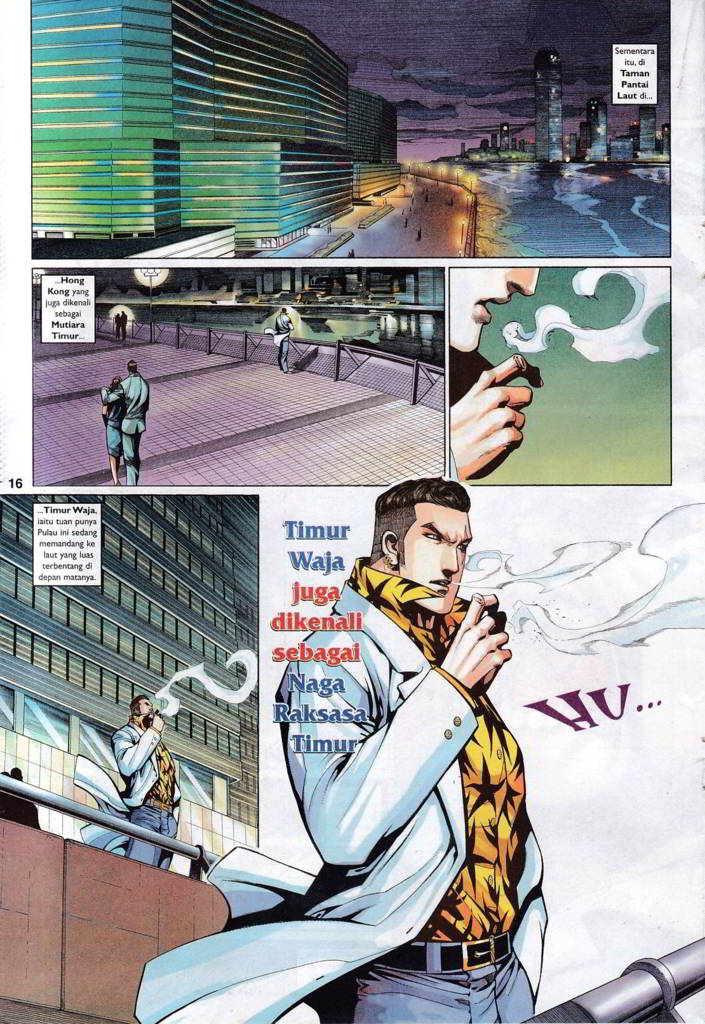 Sementara
itu, di
Taman
Pantai
Laut di...
...Hong
Kong yang
juga dikenali
sebagai
Mutiara
Timur...
16
...Timur Waja,
iaitu tuan punya
Pulau ini sedang
memandang ke
laut yang luas
terbentang di
depan matanya.
Timur
Waja
juga
dikenali
sebagai
Naga
Raksasa
Timur
HU...